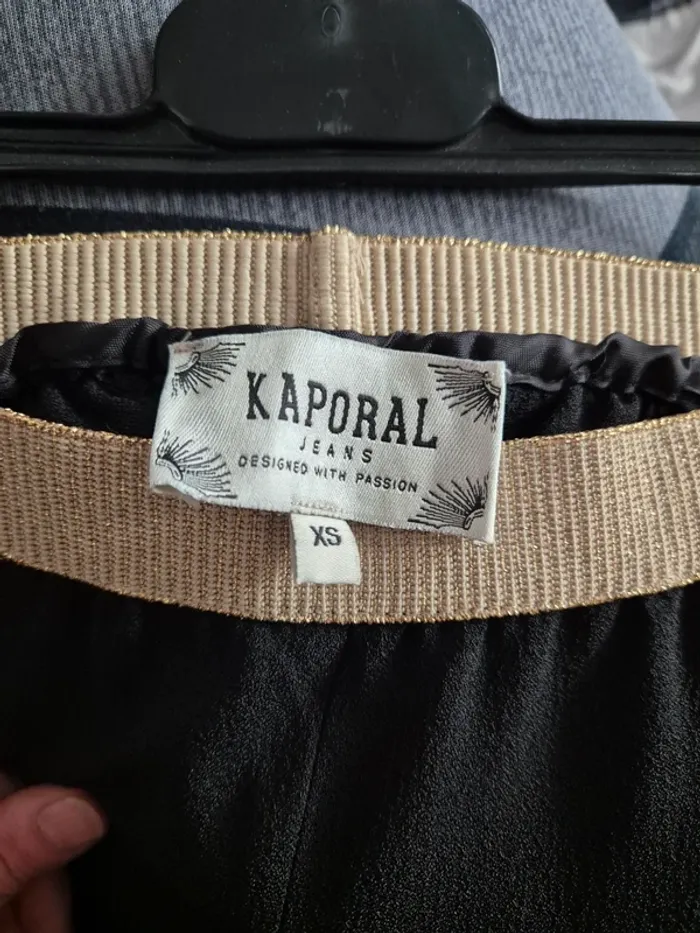 KAPORAL
JEANS
DESIGNED WITH PASSION
XS